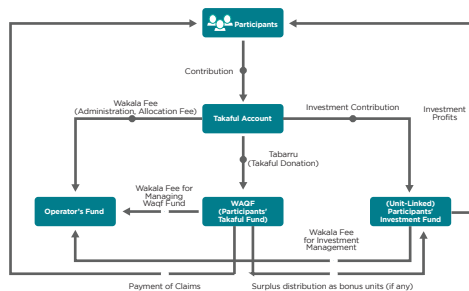 Participants
Contribution
Wakala Fee
(Administration, Allocation Fee)
Takaful Account
Investment Contribution
Investment
Profits
Tabarru
(Takaful Donation)
Wakala Fee for
Managing
Waqf Fund
Operator's Fund
WAQF
(Participants'
Takaful Fund)
(Unit-Linked)
Participants'
Investment Fund
Wakala Fee
for Investment
Management
Payment of Claims
Surplus distribution as bonus units (if any)